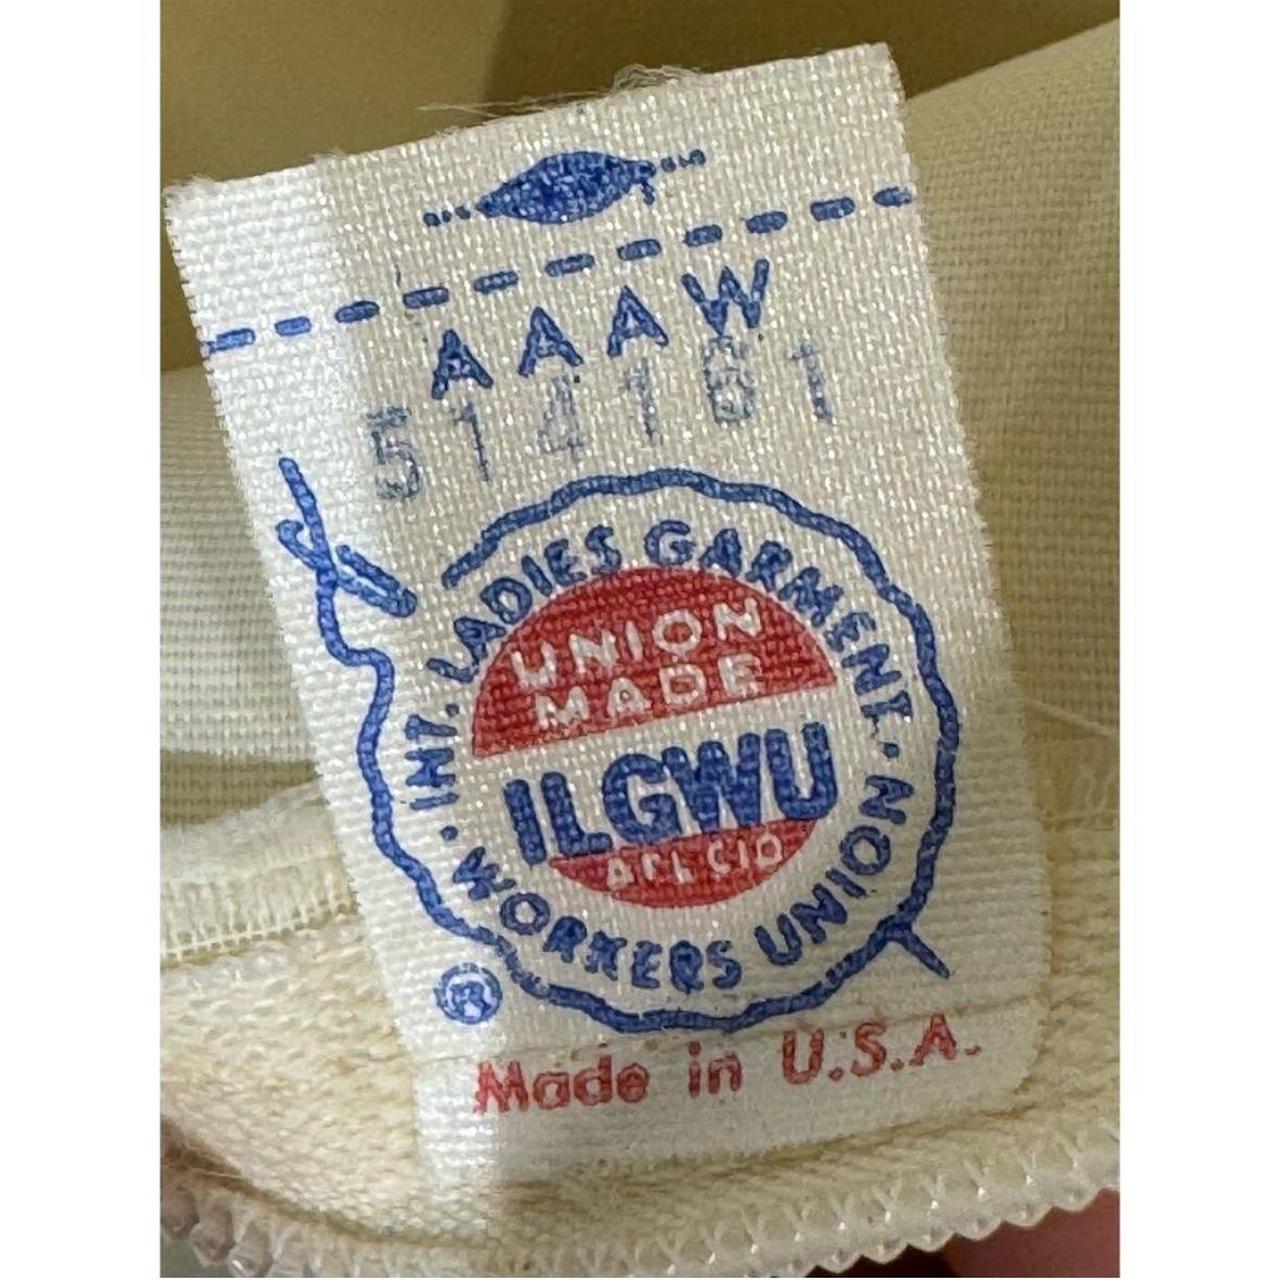 AAAW
514161
INT. LADIES GARMENT
WORKERS UNION
UNION
MADE
ILGWU
AFL CIO
®
Made in U.S.A.